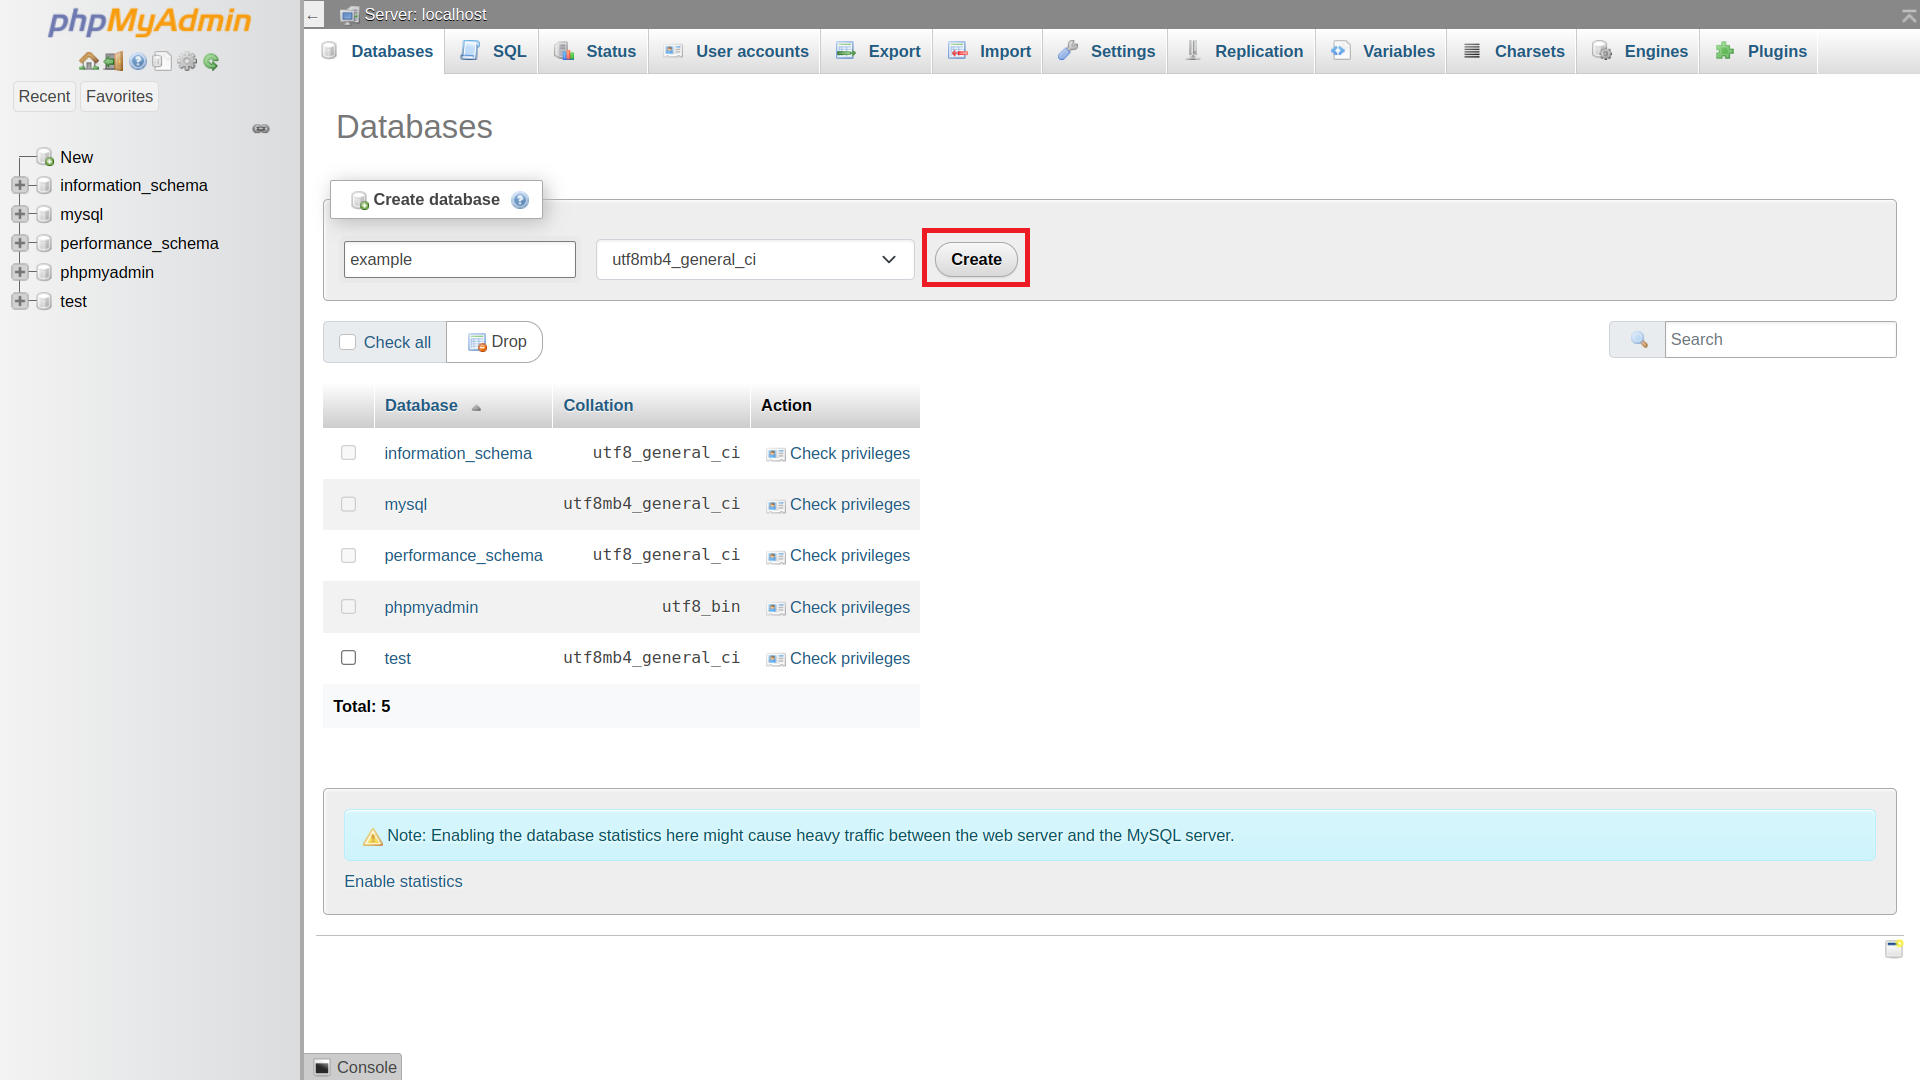 phpMyAdmin
Recent Favorites
New
information_schema
mysql
performance_schema
phpmyadmin
test
← Server: localhost
Databases SQL Status User accounts Export Import Settings Replication Variables Charsets Engines Plugins
Databases
Create database
example utf8mb4_general_ci Create
Check all Drop Search
Database Collation Action
information_schema utf8_general_ci Check privileges
mysql utf8mb4_general_ci Check privileges
performance_schema utf8_general_ci Check privileges
phpmyadmin utf8_bin Check privileges
test utf8mb4_general_ci Check privileges
Total: 5
Note: Enabling the database statistics here might cause heavy traffic between the web server and the MySQL server.
Enable statistics
Console